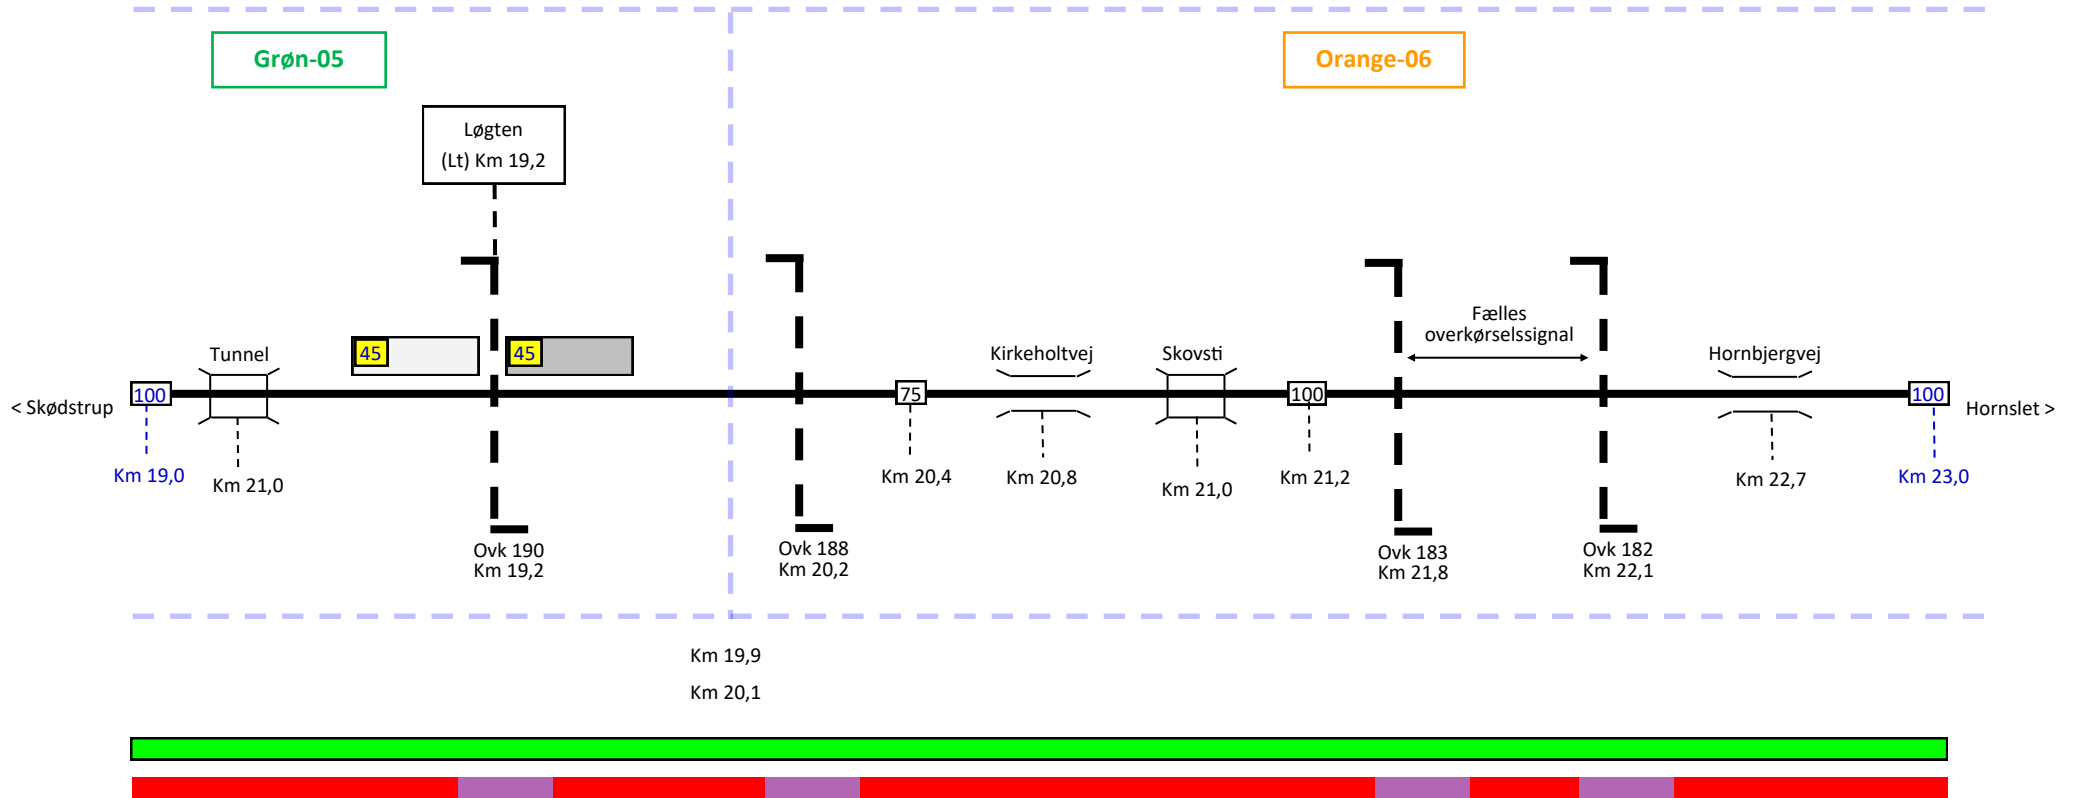 Grøn-05
Orange-06
Løgten
(Lt) Km 19,2
Fælles
overkørselssignal
Tunnel
45
45
Kirkeholtvej
Skovsti
Hornbjergvej
< Skødstrup
100
75
100
100
Hornslet >
Km 19,0
Km 21,0
Km 20,4
Km 20,8
Km 21,0
Km 21,2
Km 22,7
Km 23,0
Ovk 190
Km 19,2
Ovk 188
Km 20,2
Ovk 183
Km 21,8
Ovk 182
Km 22,1
Km 19,9
Km 20,1